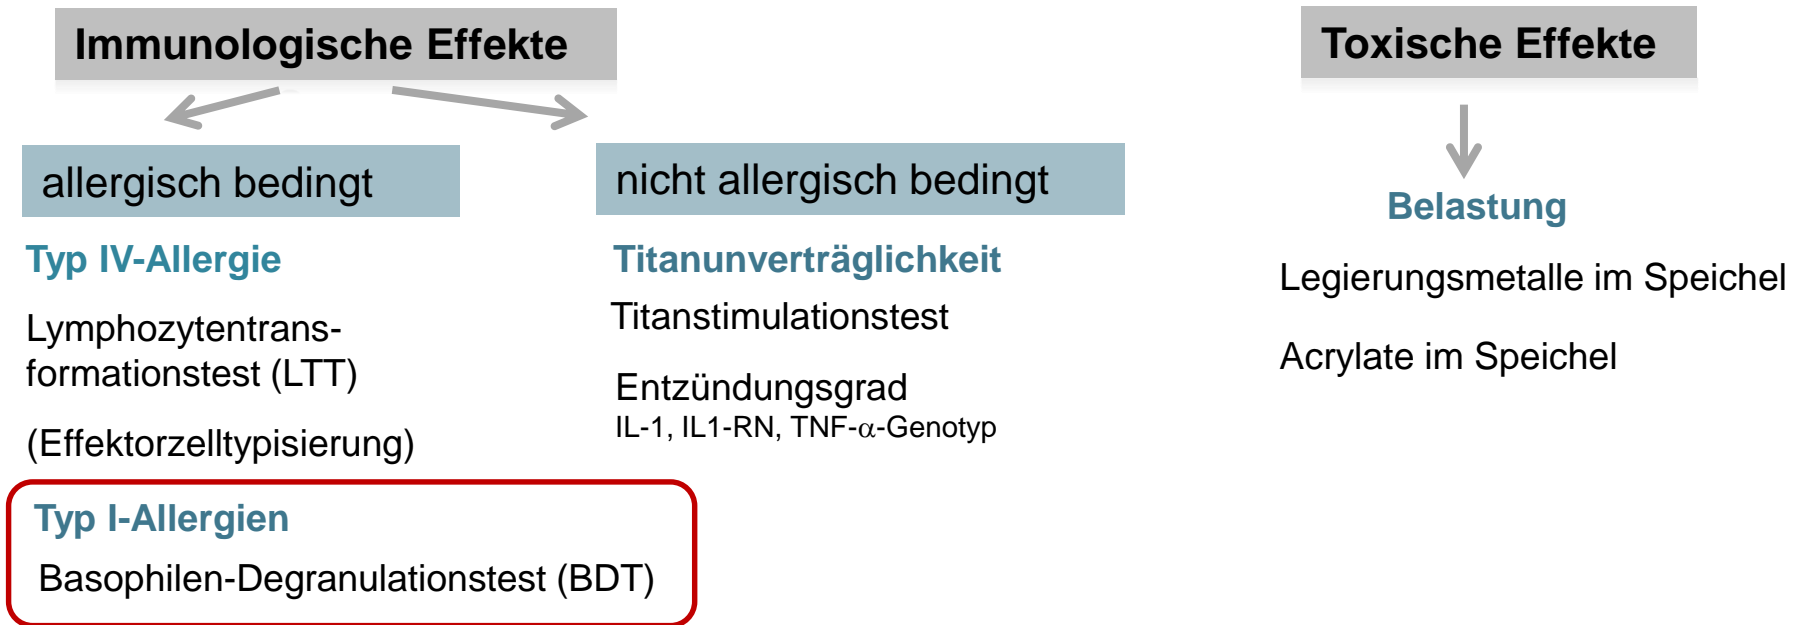 Immunologische Effekte
allergisch bedingt
Typ IV-Allergie
Lymphozytentrans-
formationstest (LTT)
(Effektorzelltypisierung)
Typ I-Allergien
Basophilen-Degranulationstest (BDT)
nicht allergisch bedingt
Titanunverträglichkeit
Titanstimulationstest
Entzündungsgrad
IL-1, IL1-RN, TNF-α-Genotyp
Toxische Effekte
Belastung
Legierungsmetalle im Speichel
Acrylate im Speichel